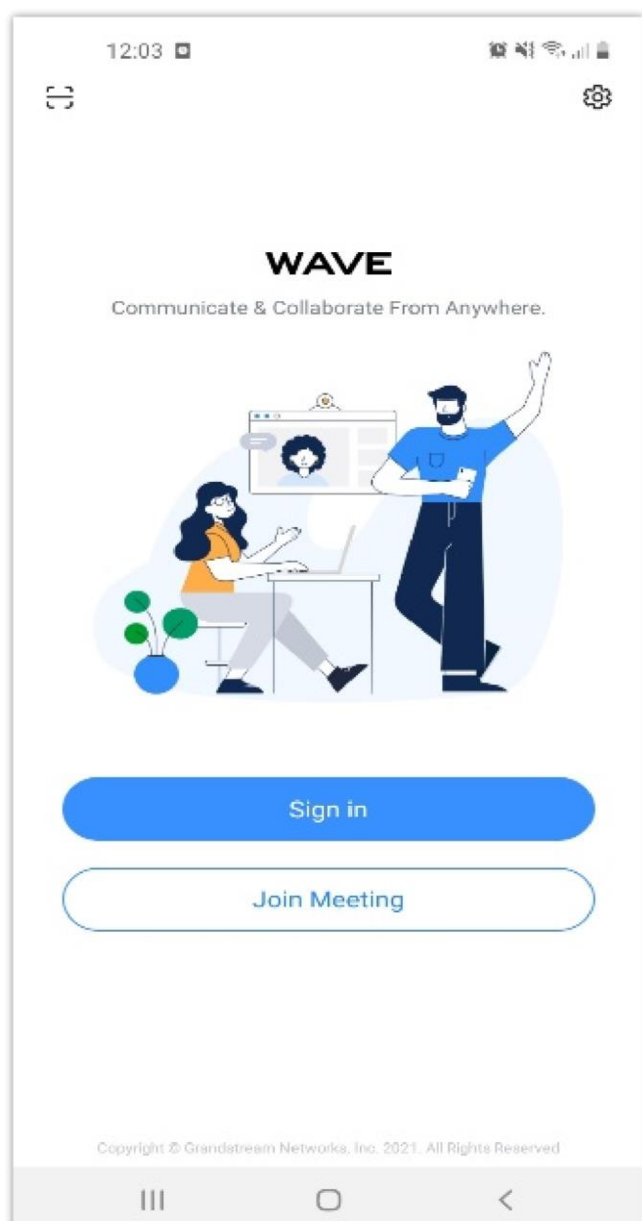 12:03
WAVE
Communicate & Collaborate From Anywhere.
Sign in
Join Meeting
Copyright © Grandstream Networks, Inc. 2021. All Rights Reserved